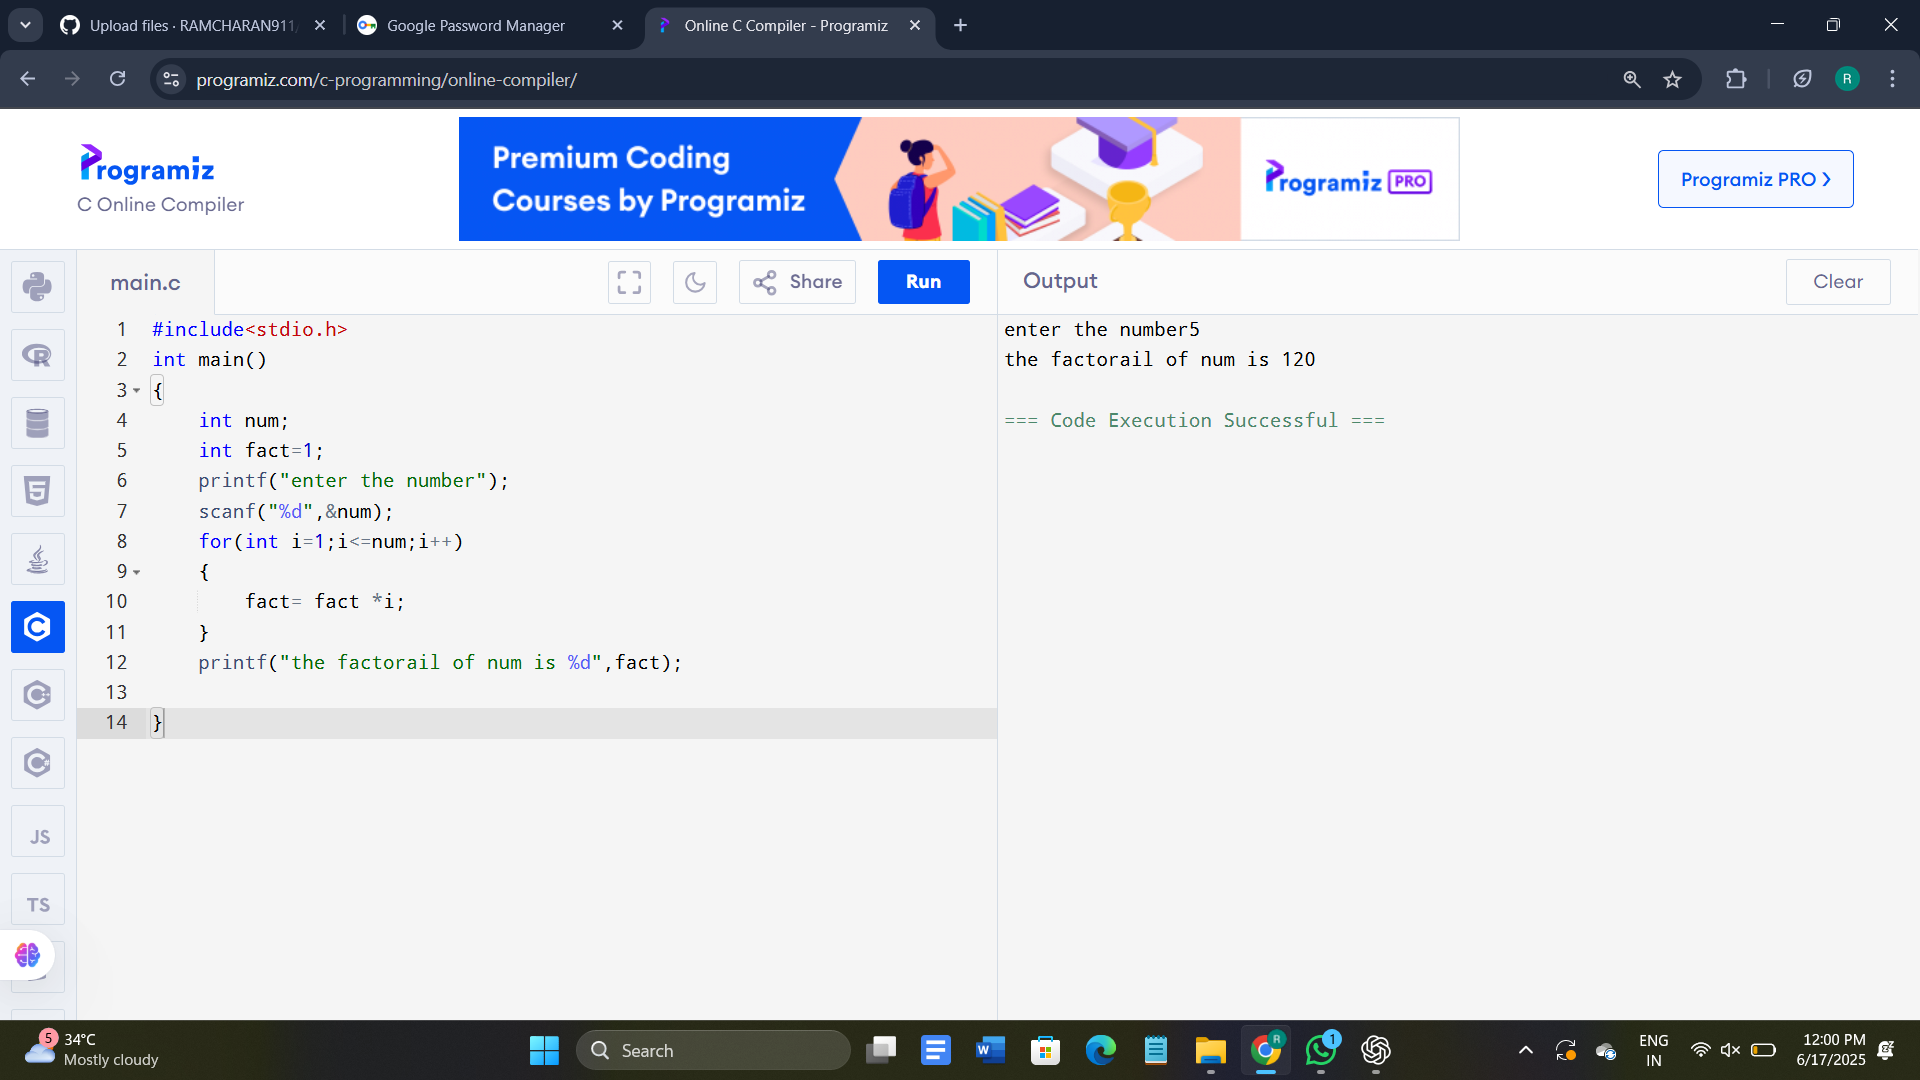 Upload files · RAMCHARAN911/
Google Password Manager
Online C Compiler - Programiz
programiz.com/c-programming/online-compiler/
R
Programiz
C Online Compiler
Premium Coding
Courses by Programiz
Programiz PRO
Programiz PRO ❯
main.c
Share
Run
Output
Clear
1 #include<stdio.h>
2 int main()
3 {
4     int num;
5     int fact=1;
6     printf("enter the number");
7     scanf("%d",&num);
8     for(int i=1;i<=num;i++)
9     {
10         fact= fact *i;
11     }
12     printf("the factorail of num is %d",fact);
13
14 }
enter the number5
the factorail of num is 120
=== Code Execution Successful ===
JS
TS
5
34°C
Mostly cloudy
Search
R
1
ENG
IN
12:00 PM
6/17/2025